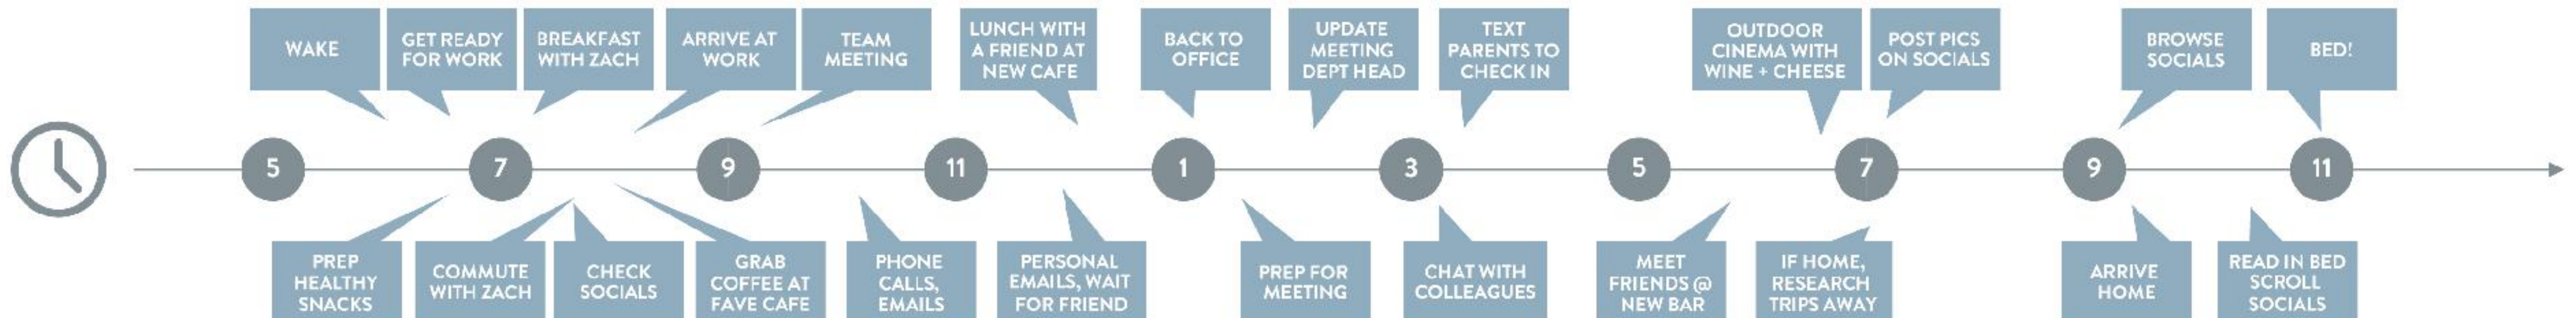 WAKE
GET READY
FOR WORK
BREAKFAST
WITH ZACH
ARRIVE AT
WORK
TEAM
MEETING
LUNCH WITH
A FRIEND AT
NEW CAFE
BACK TO
OFFICE
UPDATE
MEETING
DEPT HEAD
TEXT
PARENTS TO
CHECK IN
OUTDOOR
CINEMA WITH
WINE + CHEESE
POST PICS
ON SOCIALS
BROWSE
SOCIALS
BED!
5
7
9
11
1
3
5
7
9
11
PREP
HEALTHY
SNACKS
COMMUTE
WITH ZACH
CHECK
SOCIALS
GRAB
COFFEE AT
FAVE CAFE
PHONE
CALLS,
EMAILS
PERSONAL
EMAILS, WAIT
FOR FRIEND
PREP FOR
MEETING
CHAT WITH
COLLEAGUES
MEET
FRIENDS @
NEW BAR
IF HOME,
RESEARCH
TRIPS AWAY
ARRIVE
HOME
READ IN BED
SCROLL
SOCIALS